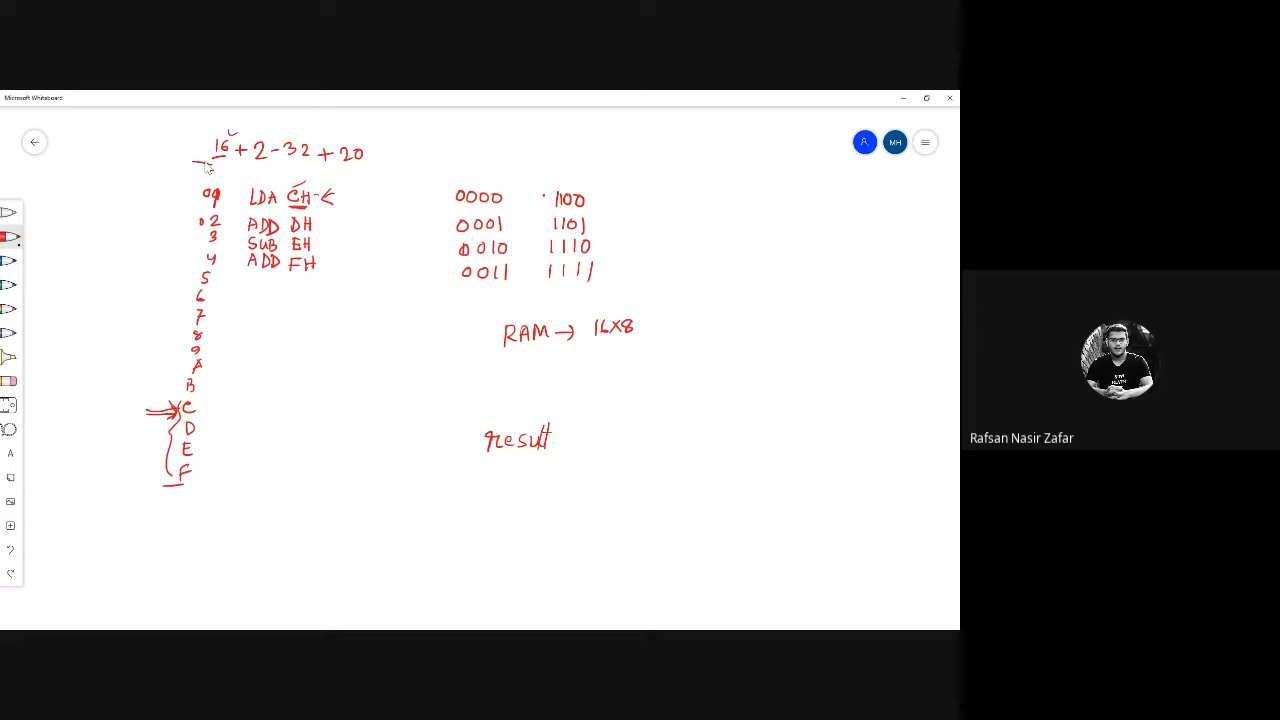 Microsoft Whiteboard
16 + 2 - 32 + 20
MH
LDA CH 0000 1100
02 ADD DH 0001 1101
3 SUB EH 0010 1110
4 ADD FH 0011 1111
5
6
7
RAM → 16X8
8
9
A
B
C
D
result
E
F
Rafsan Nasir Zafar